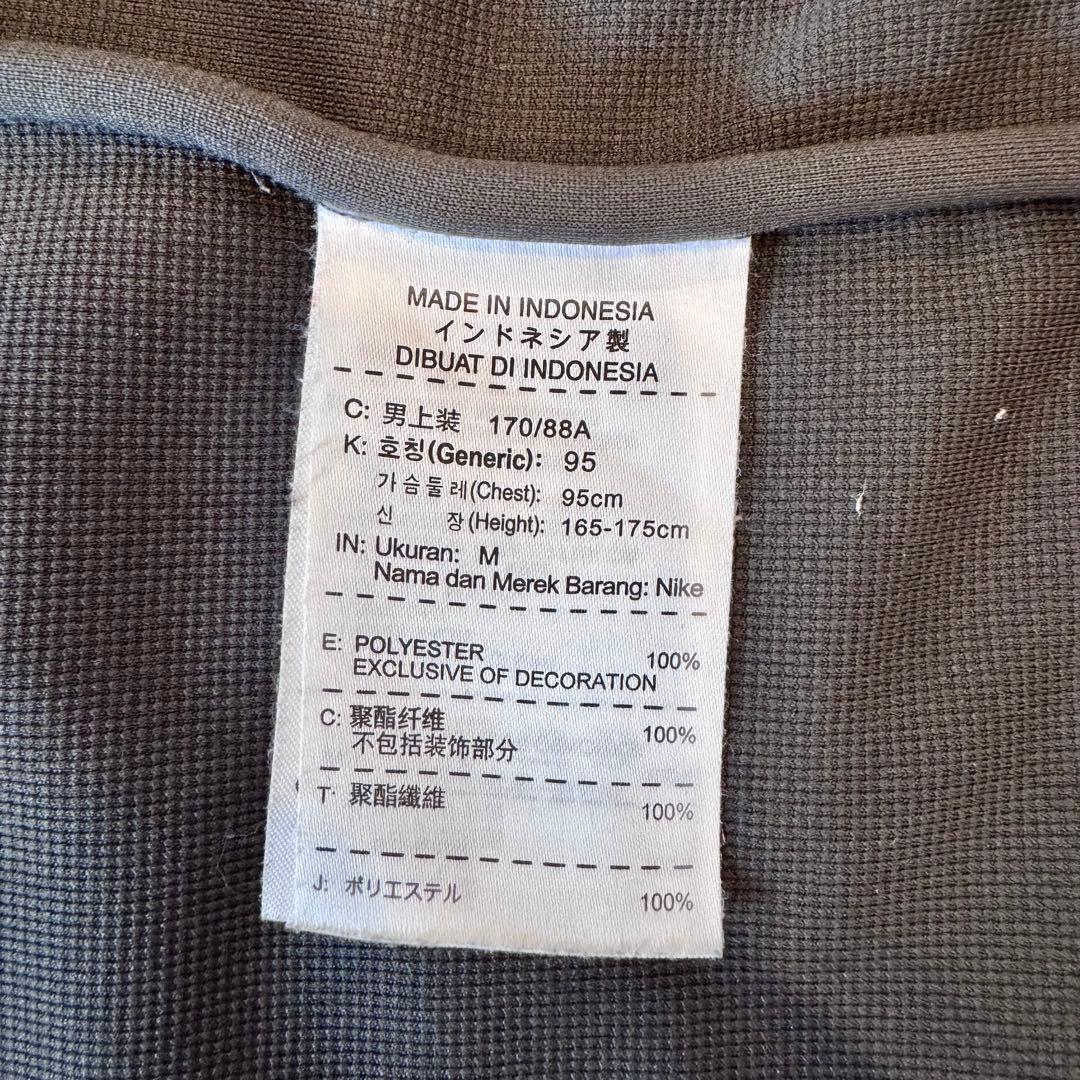 MADE IN INDONESIA
インドネシア製
DIBUAT DI INDONESIA
C: 男上装 170/88A
K: 호칭(Generic): 95
가슴둘레(Chest): 95cm
신 장(Height): 165-175cm
IN: Ukuran: M
Nama dan Merek Barang: Nike
E: POLYESTER 100%
EXCLUSIVE OF DECORATION
C: 聚酯纤维 100%
不包括装饰部分
T: 聚酯纖維 100%
J: ポリエステル 100%